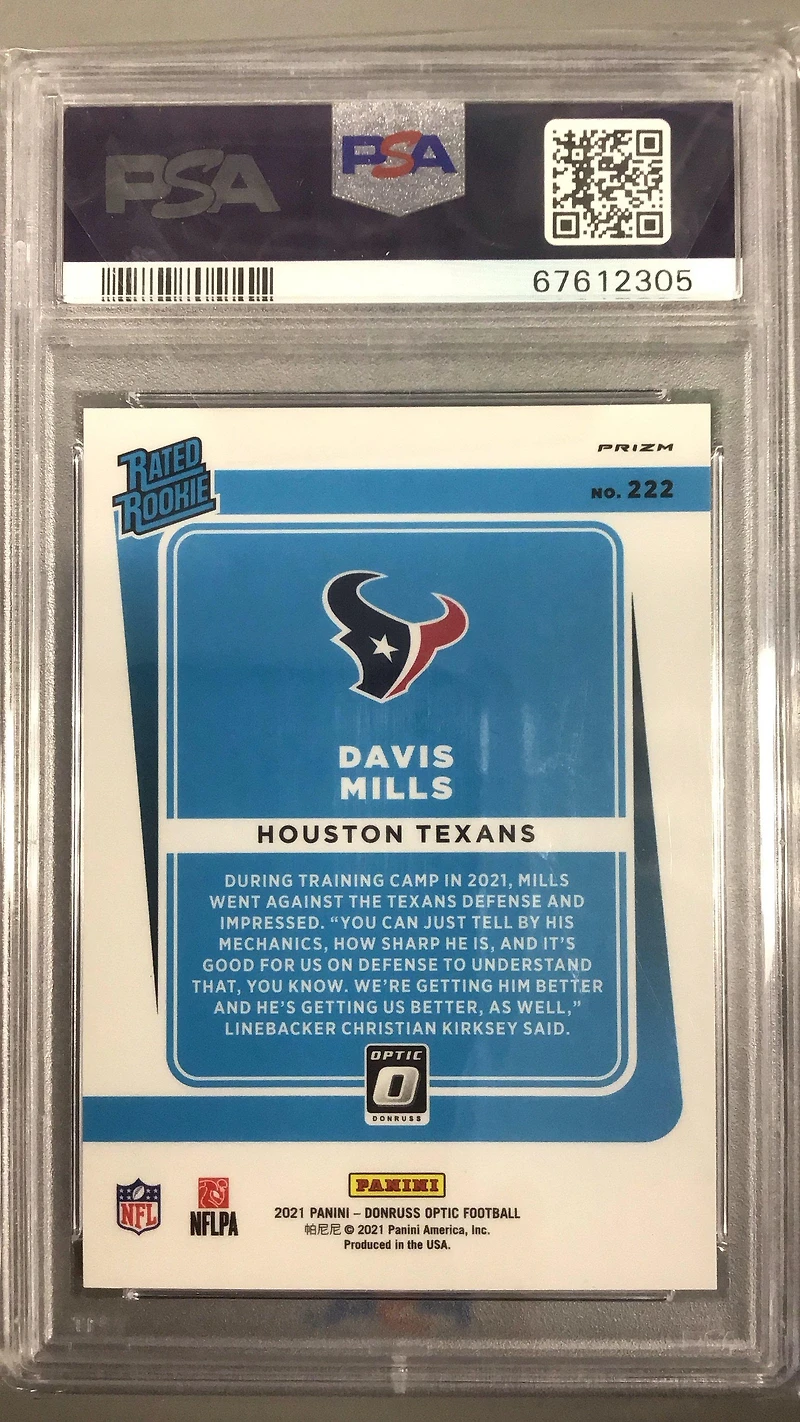 PSA
PSA
67612305
RATED
ROOKIE
PRIZM
NO. 222
DAVIS
MILLS
HOUSTON TEXANS
DURING TRAINING CAMP IN 2021, MILLS
WENT AGAINST THE TEXANS DEFENSE AND
IMPRESSED. “YOU CAN JUST TELL BY HIS
MECHANICS, HOW SHARP HE IS, AND IT’S
GOOD FOR US ON DEFENSE TO UNDERSTAND
THAT, YOU KNOW. WE’RE GETTING HIM BETTER
AND HE’S GETTING US BETTER, AS WELL,”
LINEBACKER CHRISTIAN KIRKSEY SAID.
OPTIC
O
DONRUSS
PANINI
NFL
NFLPA
2021 PANINI – DONRUSS OPTIC FOOTBALL
帕尼尼 © 2021 Panini America, Inc.
Produced in the USA.